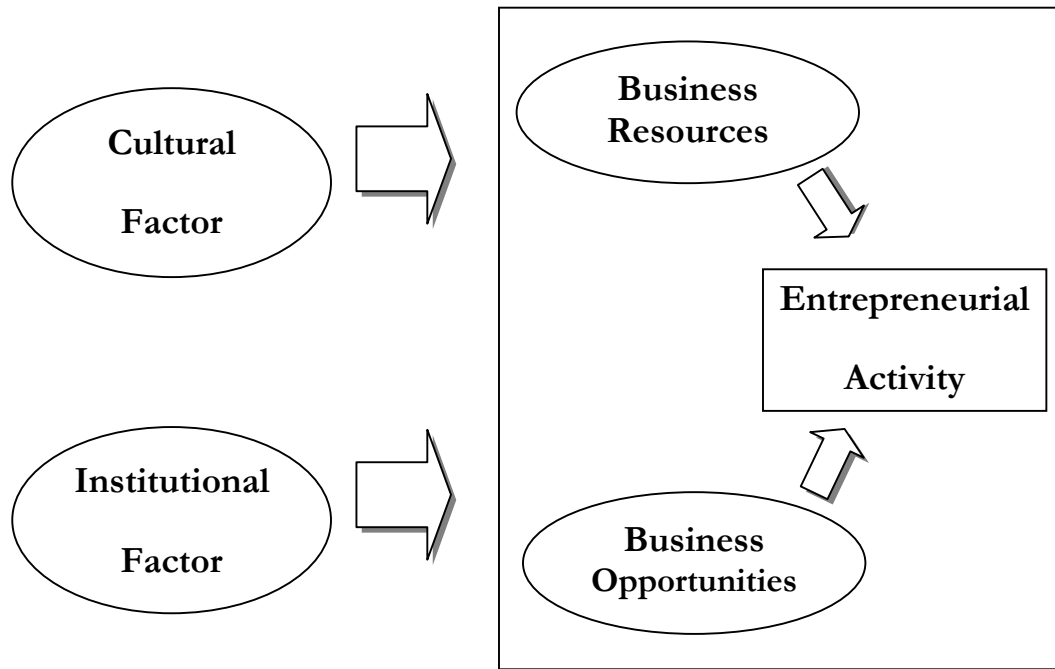 Cultural
Factor
Business
Resources
Entrepreneurial
Activity
Institutional
Factor
Business
Opportunities